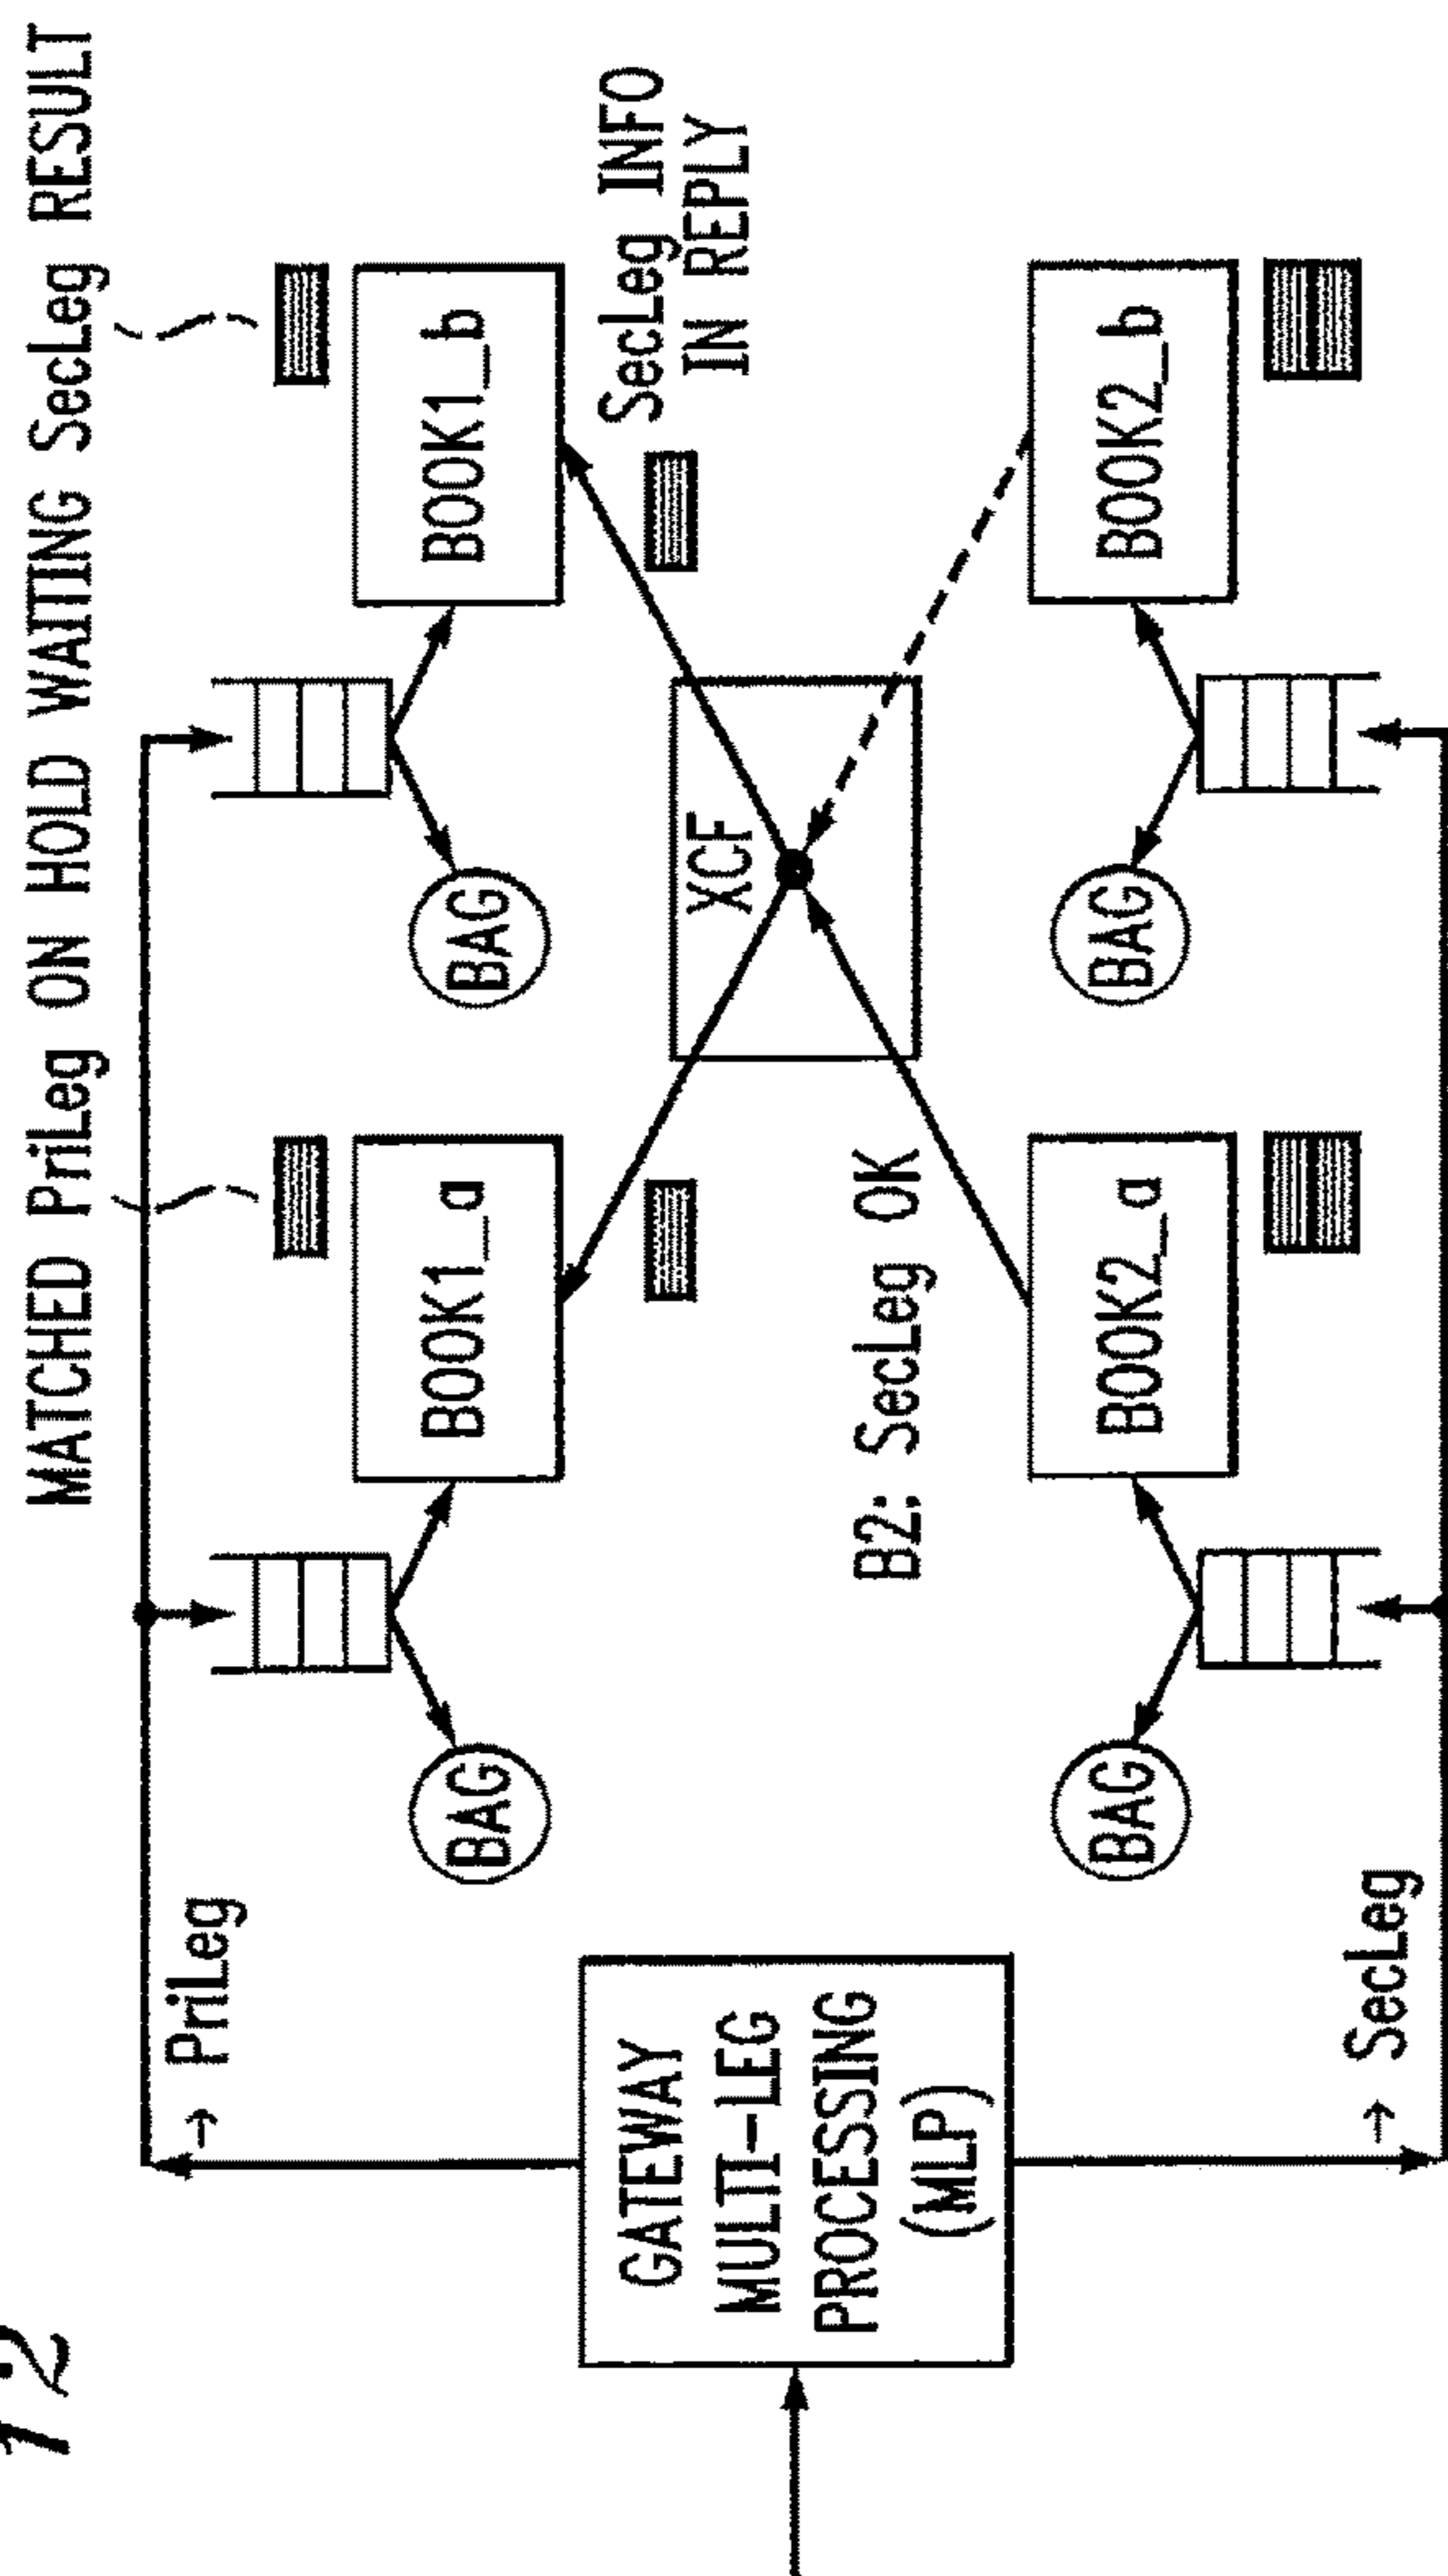 12
MATCHED PriLeg ON HOLD WAITING SecLeg RESULT
→ PriLeg
BAG
BOOK1_a
BAG
BOOK1_b
SecLeg INFO
IN REPLY
GATEWAY
MULTI-LEG
PROCESSING
(MLP)
XCF
B2: SecLeg OK
BAG
BOOK2_a
BAG
BOOK2_b
→ SecLeg